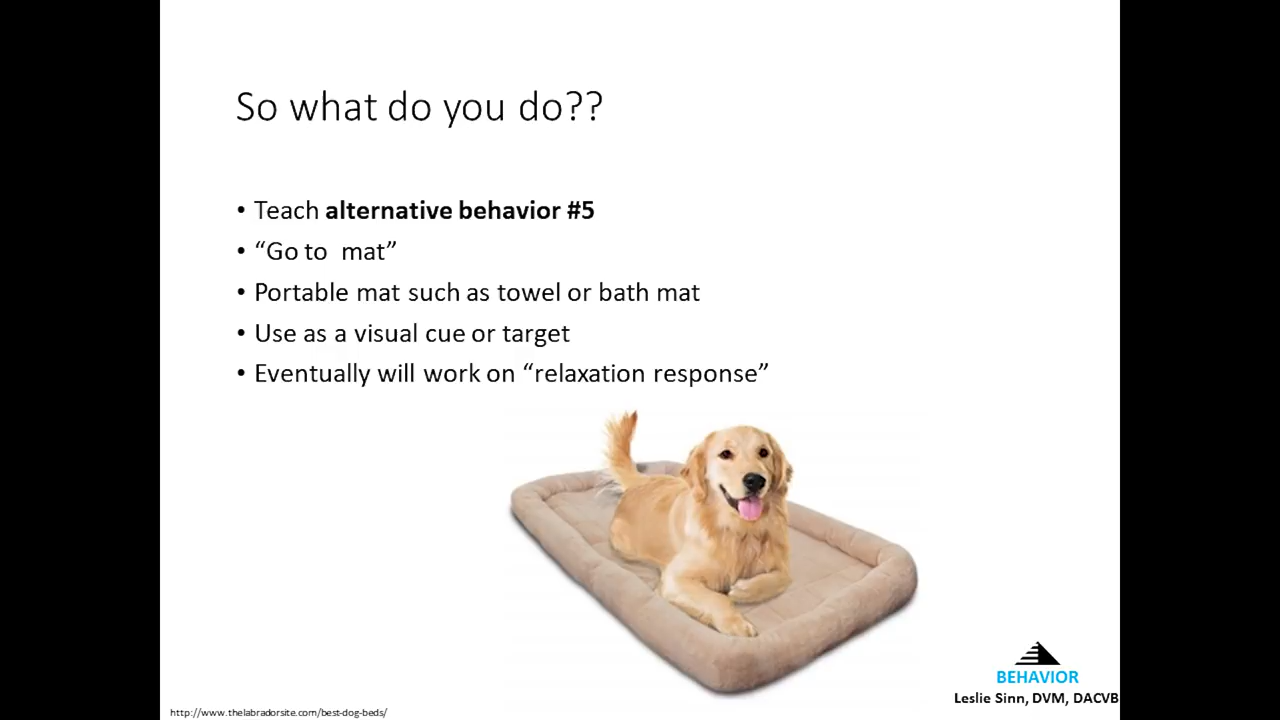 So what do you do??
• Teach alternative behavior #5
• “Go to  mat”
• Portable mat such as towel or bath mat
• Use as a visual cue or target
• Eventually will work on “relaxation response”
BEHAVIOR
Leslie Sinn, DVM, DACVB
http://www.thelabradorsite.com/best-dog-beds/